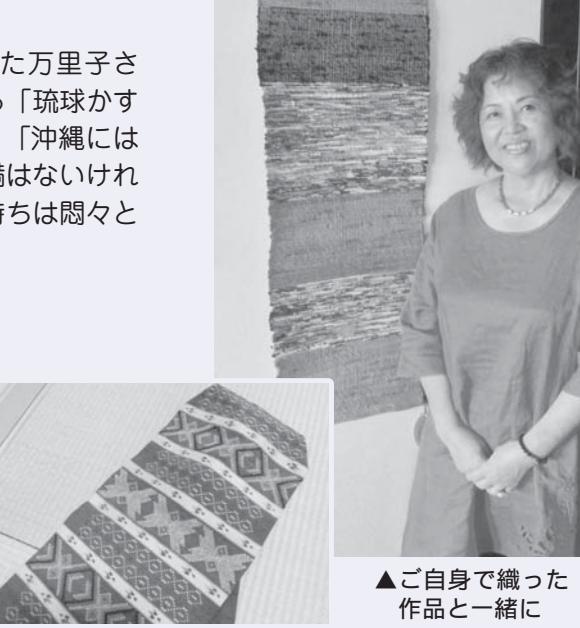 た万里子さ
「琉球かす
「沖縄には
はないけれ
ちは悶々と
▲ご自身で織った
作品と一緒に